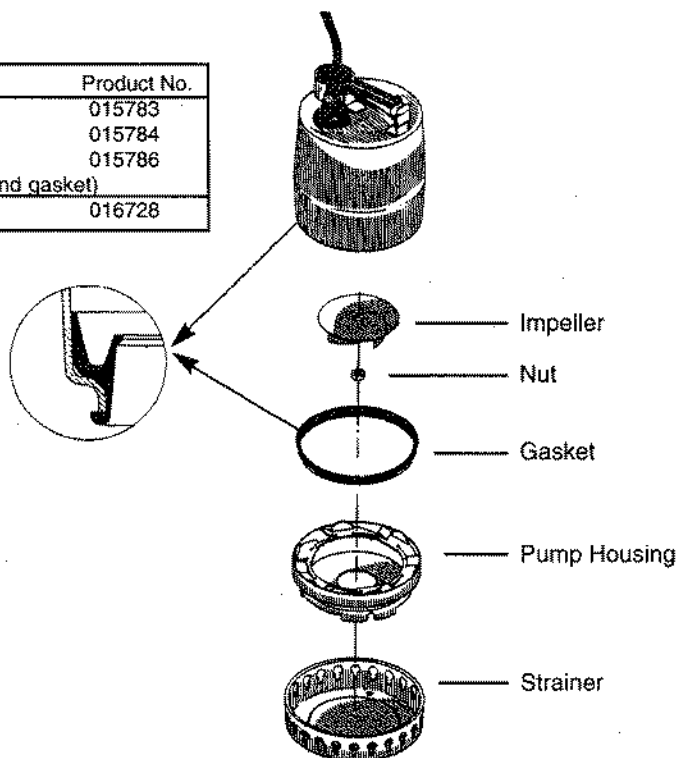 Product No.
015783
015784
015786
nd gasket)
016728
Impeller
Nut
Gasket
Pump Housing
Strainer